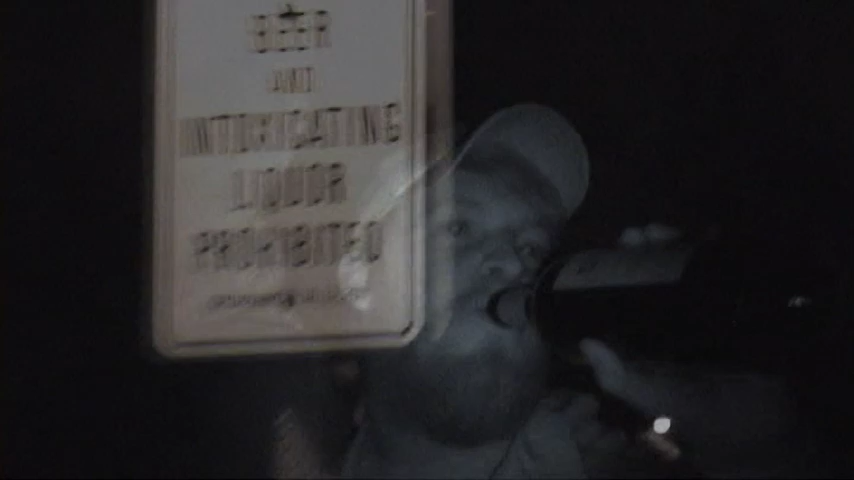 BEER
AND
INTOXICATING
LIQUOR
PROHIBITED